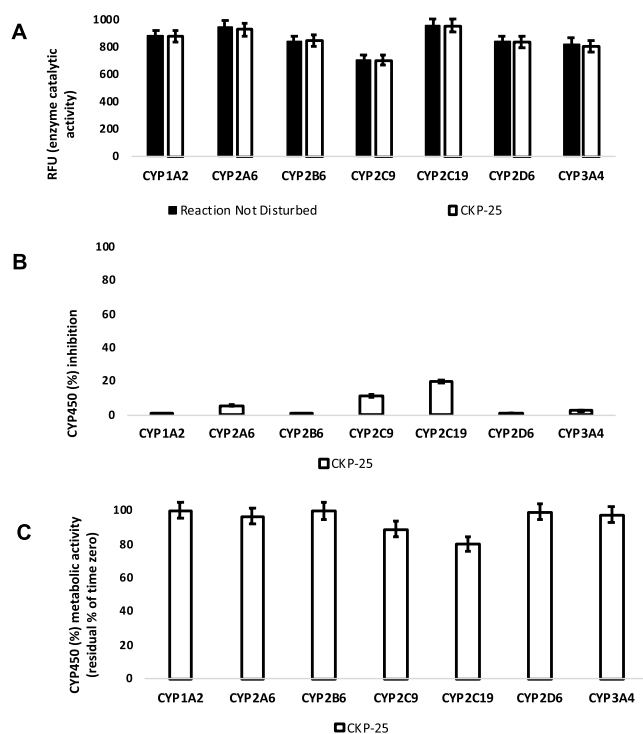 A
RFU (enzyme catalytic
activity)
1000
800
600
400
200
0
CYP1A2 CYP2A6 CYP2B6 CYP2C9 CYP2C19 CYP2D6 CYP3A4
Reaction Not Disturbed CKP-25
B
CYP450 (%) inhibition
100
80
60
40
20
0
CYP1A2 CYP2A6 CYP2B6 CYP2C9 CYP2C19 CYP2D6 CYP3A4
CKP-25
C
CYP450 (%) metabolic activity
(residual % of time zero)
100
80
60
40
20
0
CYP1A2 CYP2A6 CYP2B6 CYP2C9 CYP2C19 CYP2D6 CYP3A4
CKP-25